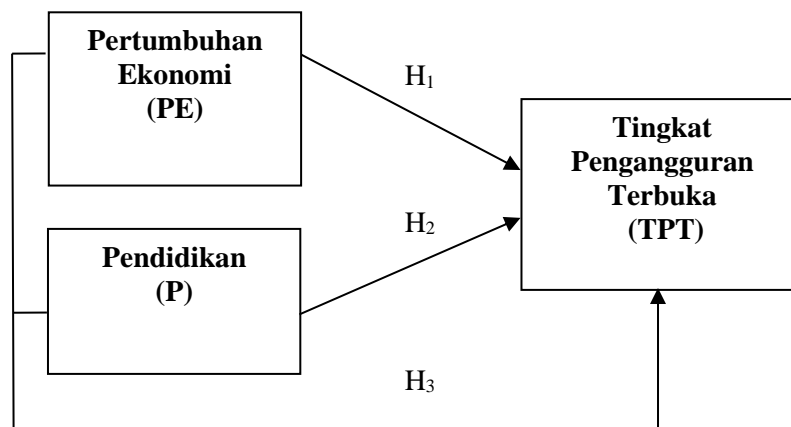 Pertumbuhan
Ekonomi
(PE)
H₁
Tingkat
Pengangguran
Terbuka
(TPT)
H₂
Pendidikan
(P)
H₃